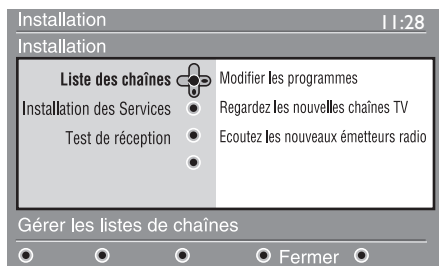 Installation 11:28
Installation
Liste des chaînes Modifier les programmes
Installation des Services Regardez les nouvelles chaînes TV
Test de réception Ecoutez les nouveaux émetteurs radio
Gérer les listes de chaînes
Fermer